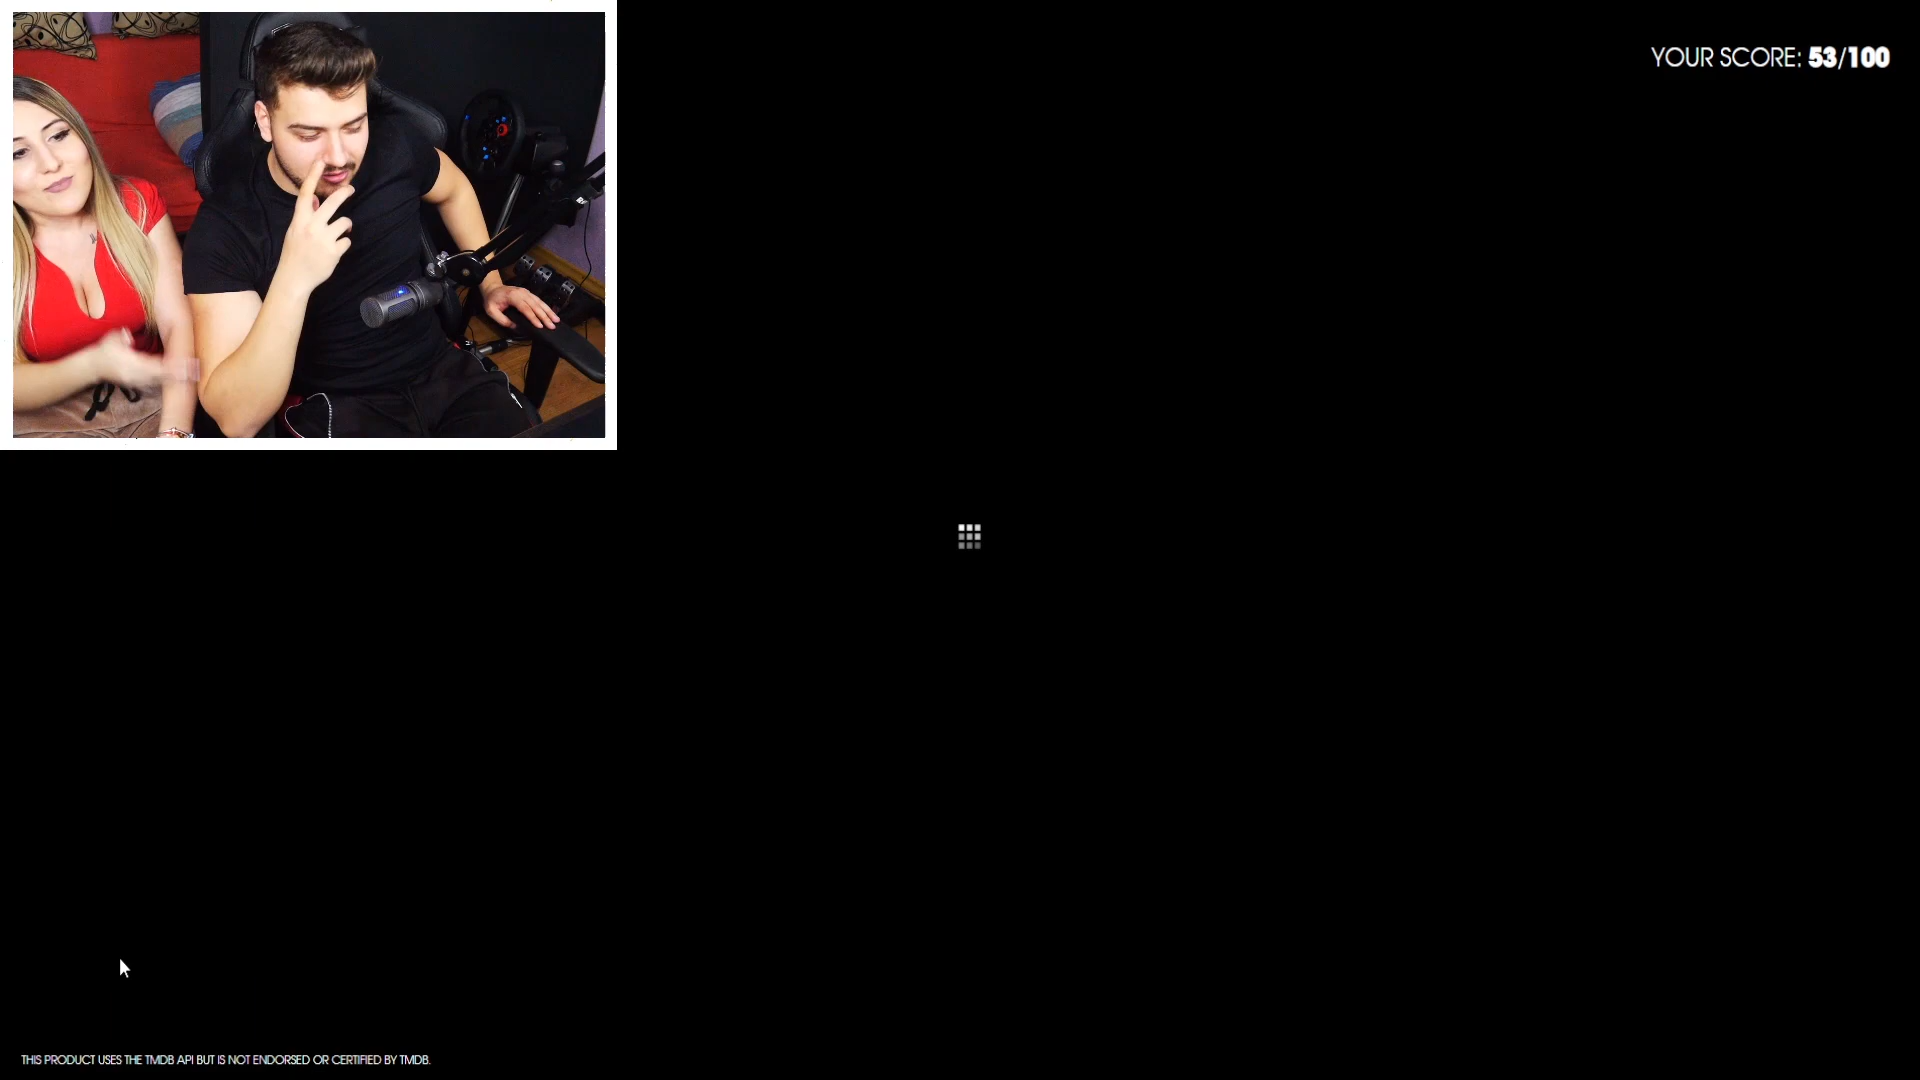 YOUR SCORE: 53/100
THIS PRODUCT USES THE TMDB API BUT IS NOT ENDORSED OR CERTIFIED BY TMDB.